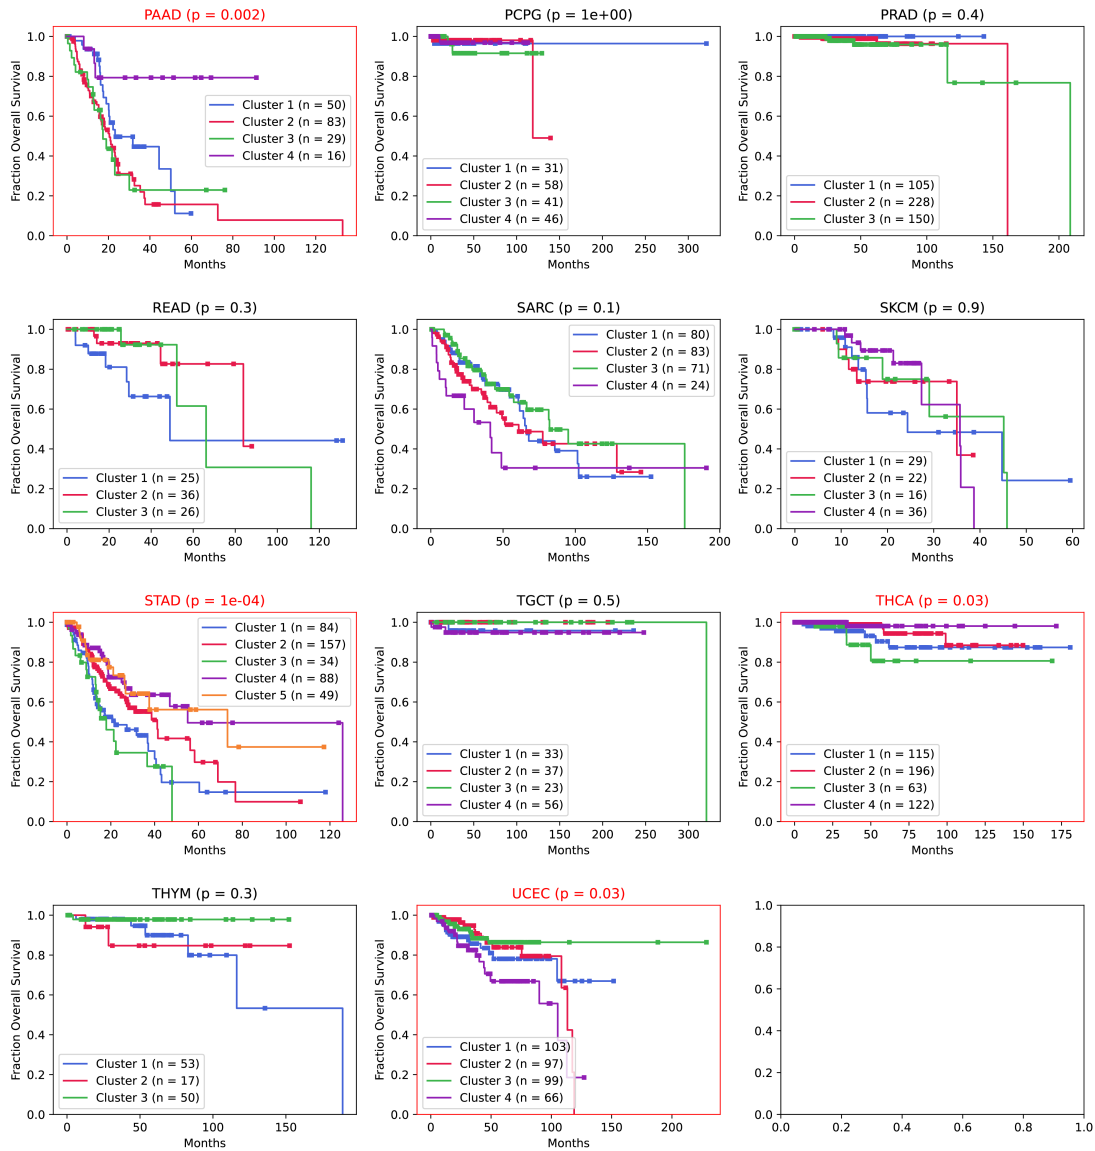 PAAD (p = 0.002)
Fraction Overall Survival
1.0
0.8
0.6
0.4
0.2
0.0
Cluster 1 (n = 50)
Cluster 2 (n = 83)
Cluster 3 (n = 29)
Cluster 4 (n = 16)
0 20 40 60 80 100 120
Months
PCPG (p = 1e+00)
Fraction Overall Survival
1.0
0.8
0.6
0.4
0.2
0.0
Cluster 1 (n = 31)
Cluster 2 (n = 58)
Cluster 3 (n = 41)
Cluster 4 (n = 46)
0 100 200 300
Months
PRAD (p = 0.4)
Fraction Overall Survival
1.0
0.8
0.6
0.4
0.2
0.0
Cluster 1 (n = 105)
Cluster 2 (n = 228)
Cluster 3 (n = 150)
0 50 100 150 200
Months
READ (p = 0.3)
Fraction Overall Survival
1.0
0.8
0.6
0.4
0.2
0.0
Cluster 1 (n = 25)
Cluster 2 (n = 36)
Cluster 3 (n = 26)
0 20 40 60 80 100 120
Months
SARC (p = 0.1)
Fraction Overall Survival
1.0
0.8
0.6
0.4
0.2
0.0
Cluster 1 (n = 80)
Cluster 2 (n = 83)
Cluster 3 (n = 71)
Cluster 4 (n = 24)
0 50 100 150 200
Months
SKCM (p = 0.9)
Fraction Overall Survival
1.0
0.8
0.6
0.4
0.2
0.0
Cluster 1 (n = 29)
Cluster 2 (n = 22)
Cluster 3 (n = 16)
Cluster 4 (n = 36)
0 10 20 30 40 50 60
Months
STAD (p = 1e-04)
Fraction Overall Survival
1.0
0.8
0.6
0.4
0.2
0.0
Cluster 1 (n = 84)
Cluster 2 (n = 157)
Cluster 3 (n = 34)
Cluster 4 (n = 88)
Cluster 5 (n = 49)
0 20 40 60 80 100 120
Months
TGCT (p = 0.5)
Fraction Overall Survival
1.0
0.8
0.6
0.4
0.2
0.0
Cluster 1 (n = 33)
Cluster 2 (n = 37)
Cluster 3 (n = 23)
Cluster 4 (n = 56)
0 50 100 150 200 250 300
Months
THCA (p = 0.03)
Fraction Overall Survival
1.0
0.8
0.6
0.4
0.2
0.0
Cluster 1 (n = 115)
Cluster 2 (n = 196)
Cluster 3 (n = 63)
Cluster 4 (n = 122)
0 25 50 75 100 125 150 175
Months
THYM (p = 0.3)
Fraction Overall Survival
1.0
0.8
0.6
0.4
0.2
0.0
Cluster 1 (n = 53)
Cluster 2 (n = 17)
Cluster 3 (n = 50)
0 50 100 150
Months
UCEC (p = 0.03)
Fraction Overall Survival
1.0
0.8
0.6
0.4
0.2
0.0
Cluster 1 (n = 103)
Cluster 2 (n = 97)
Cluster 3 (n = 99)
Cluster 4 (n = 66)
0 50 100 150 200
Months
1.0
0.8
0.6
0.4
0.2
0.0
0.0 0.2 0.4 0.6 0.8 1.0